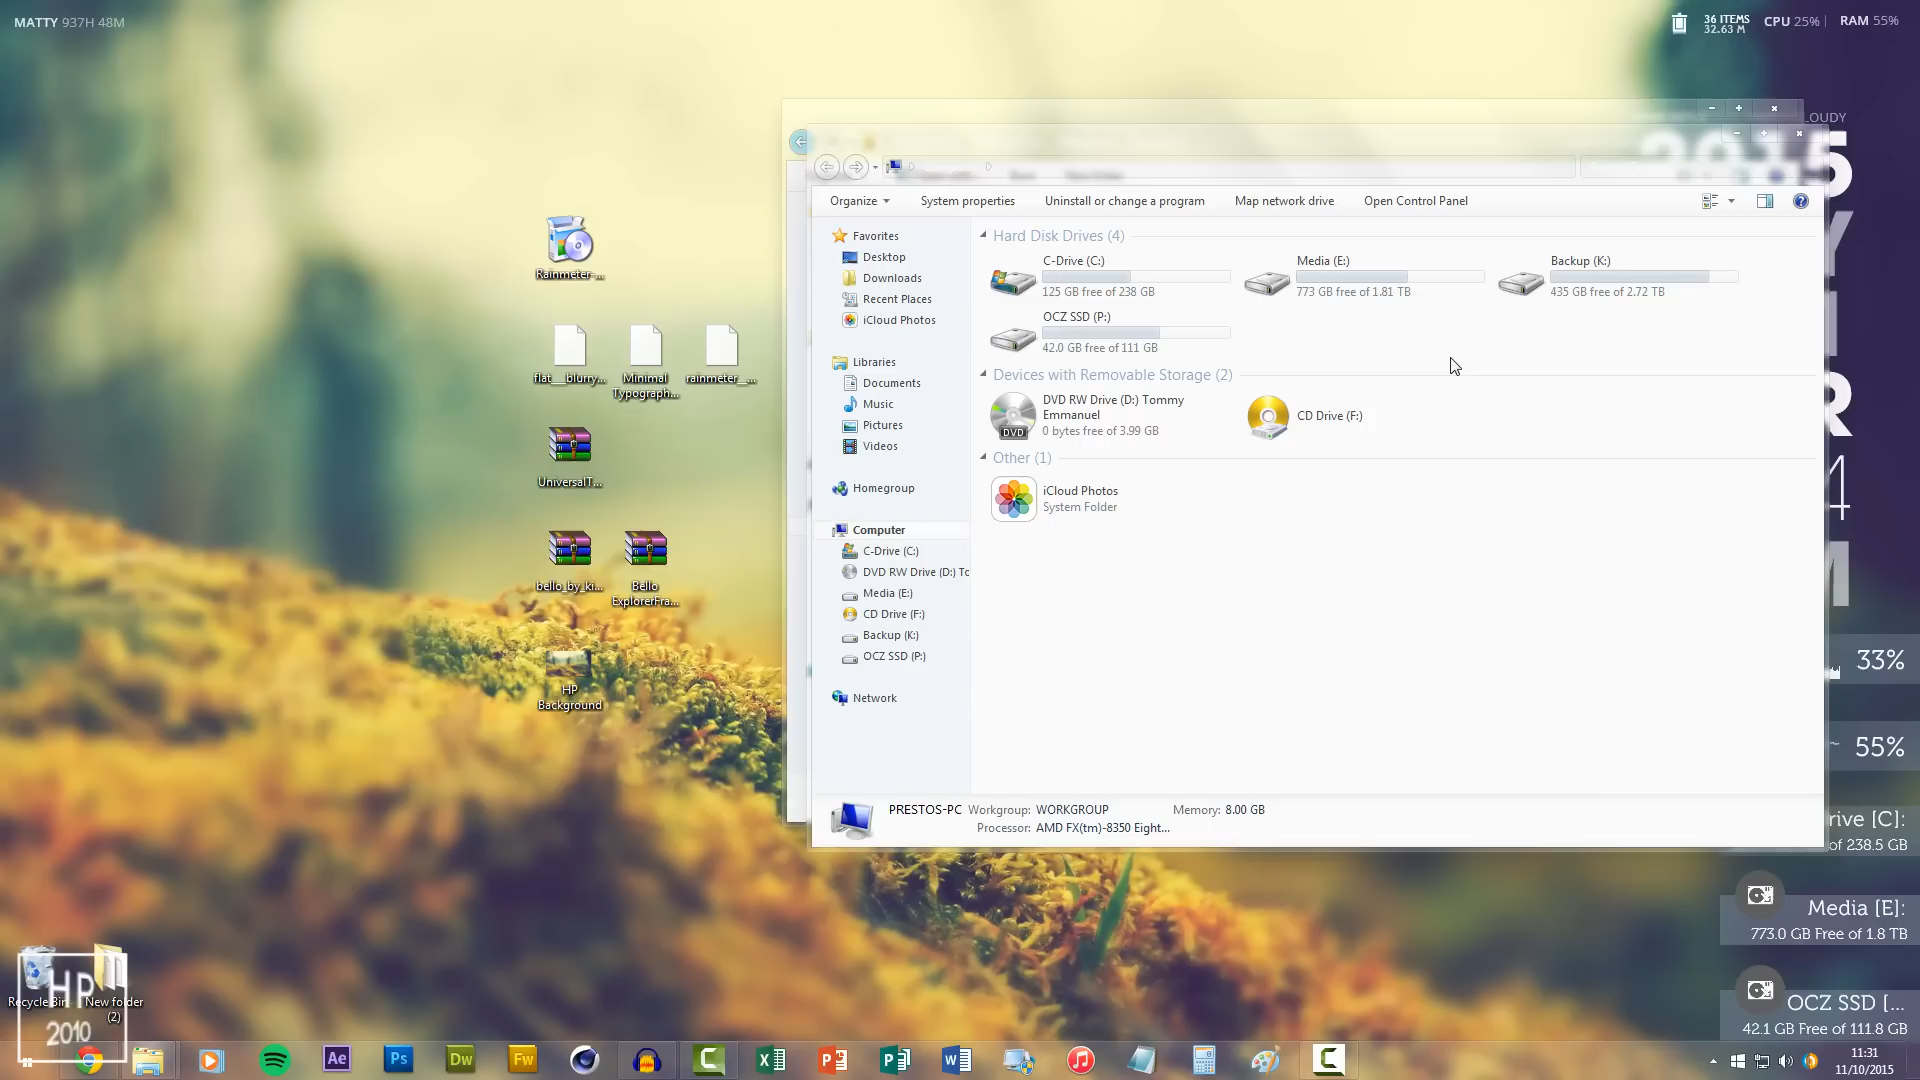 MATTY 937H 48M
36 ITEMS
32.63 M
CPU 25%
RAM 55%
Organize
System properties
Uninstall or change a program
Map network drive
Open Control Panel
Favorites
Desktop
Downloads
Recent Places
iCloud Photos
Libraries
Documents
Music
Pictures
Videos
Homegroup
Computer
C-Drive (C:)
DVD RW Drive (D:) Tc
Media (E:)
CD Drive (F:)
Backup (K:)
OCZ SSD (P:)
Network
Hard Disk Drives (4)
C-Drive (C:)
125 GB free of 238 GB
Media (E:)
773 GB free of 1.81 TB
Backup (K:)
435 GB free of 2.72 TB
OCZ SSD (P:)
42.0 GB free of 111 GB
Devices with Removable Storage (2)
DVD RW Drive (D:) Tommy
Emmanuel
0 bytes free of 3.99 GB
DVD
CD Drive (F:)
Other (1)
iCloud Photos
System Folder
PRESTOS-PC Workgroup: WORKGROUP Memory: 8.00 GB
Processor: AMD FX(tm)-8350 Eight...
Rainmeter-...
flat__blurry...
Minimal
Typograph...
rainmeter__...
UniversalT...
bello_by_ki...
Bello
ExplorerFra...
HP
Background
LOUDY
33%
55%
rive [C]:
of 238.5 GB
Media [E]:
773.0 GB Free of 1.8 TB
OCZ SSD [...
42.1 GB Free of 111.8 GB
Recycle Bin
New folder
(2)
HP
2010
Ae
Ps
Dw
Fw
11:31
11/10/2015